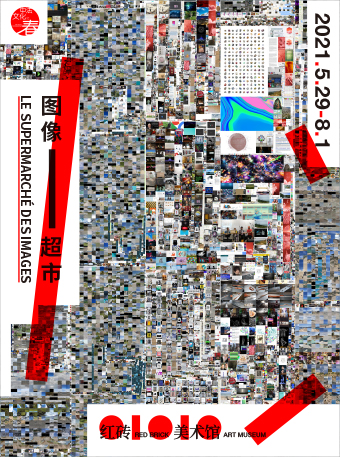 中法
文化
春
2021.5.29-8.1
图像——超市
LE SUPERMARCHÉ DES IMAGES
红砖 RED BRICK 美术馆 ART MUSEUM